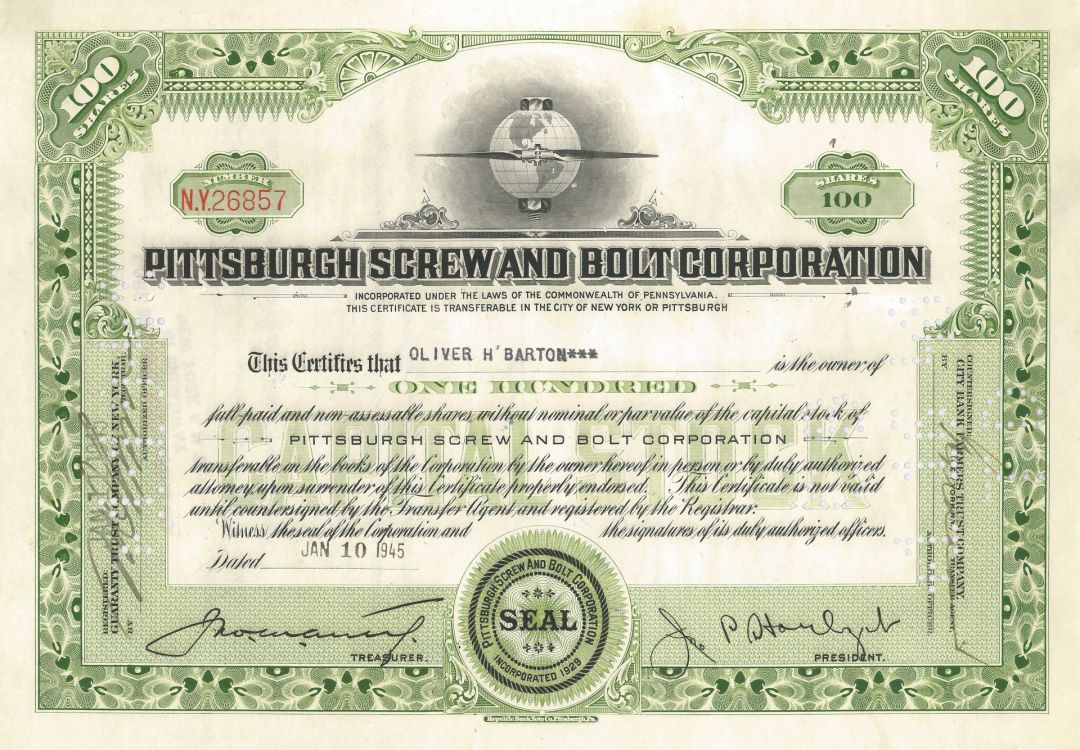 100
SHARES
100
SHARES
NUMBER
N.Y.26857
SHARES
100
PITTSBURGH SCREW AND BOLT CORPORATION
INCORPORATED UNDER THE LAWS OF THE COMMONWEALTH OF PENNSYLVANIA.
THIS CERTIFICATE IS TRANSFERABLE IN THE CITY OF NEW YORK OR PITTSBURGH
This Certifies that OLIVER H BARTON*** is the owner of
ONE HUNDRED
full-paid and non-assessable shares, without nominal or par value of the capital stock of
CAPITAL STOCK
PITTSBURGH SCREW AND BOLT CORPORATION
transferable on the books of the Corporation by the owner hereof in person or by duly authorized
attorney, upon surrender of this Certificate properly endorsed. This Certificate is not valid
until countersigned by the Transfer Agent and registered by the Registrar.
Witness the seal of the Corporation and the signatures of its duly authorized officers.
Dated JAN 10 1945
REGISTERED:
GUARANTY TRUST COMPANY OF NEW YORK
REGISTRAR
BY
AUTHORIZED OFFICER.
COUNTERSIGNED:
CITY BANK FARMERS TRUST COMPANY,
TRANSFER AGENT
BY
PITTSBURGH SCREW AND BOLT CORPORATION
SEAL
INCORPORATED 1929
TREASURER.
PRESIDENT.
Republic Bank Note Co. Pittsburgh, Pa.